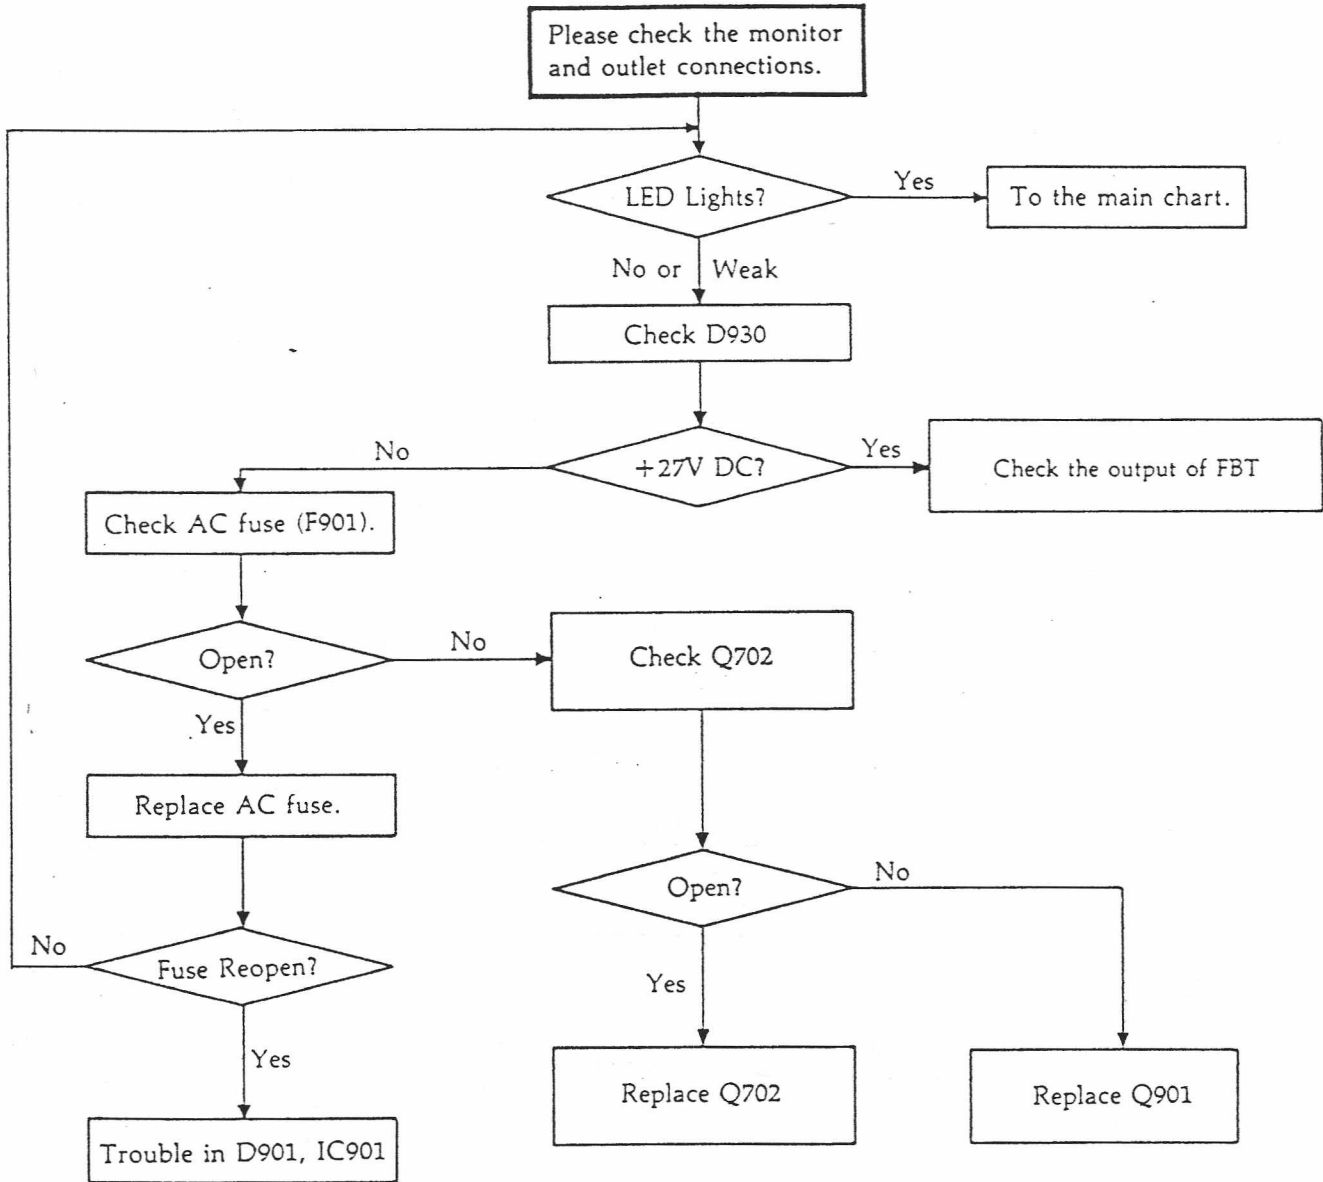 Please check the monitor
and outlet connections.
LED Lights?
Yes
To the main chart.
No or Weak
Check D930
+27V DC?
No
Yes
Check the output of FBT
Check AC fuse (F901).
Open?
No
Check Q702
Yes
Replace AC fuse.
Open?
No
Fuse Reopen?
No
Yes
Yes
Replace Q702
Replace Q901
Trouble in D901, IC901